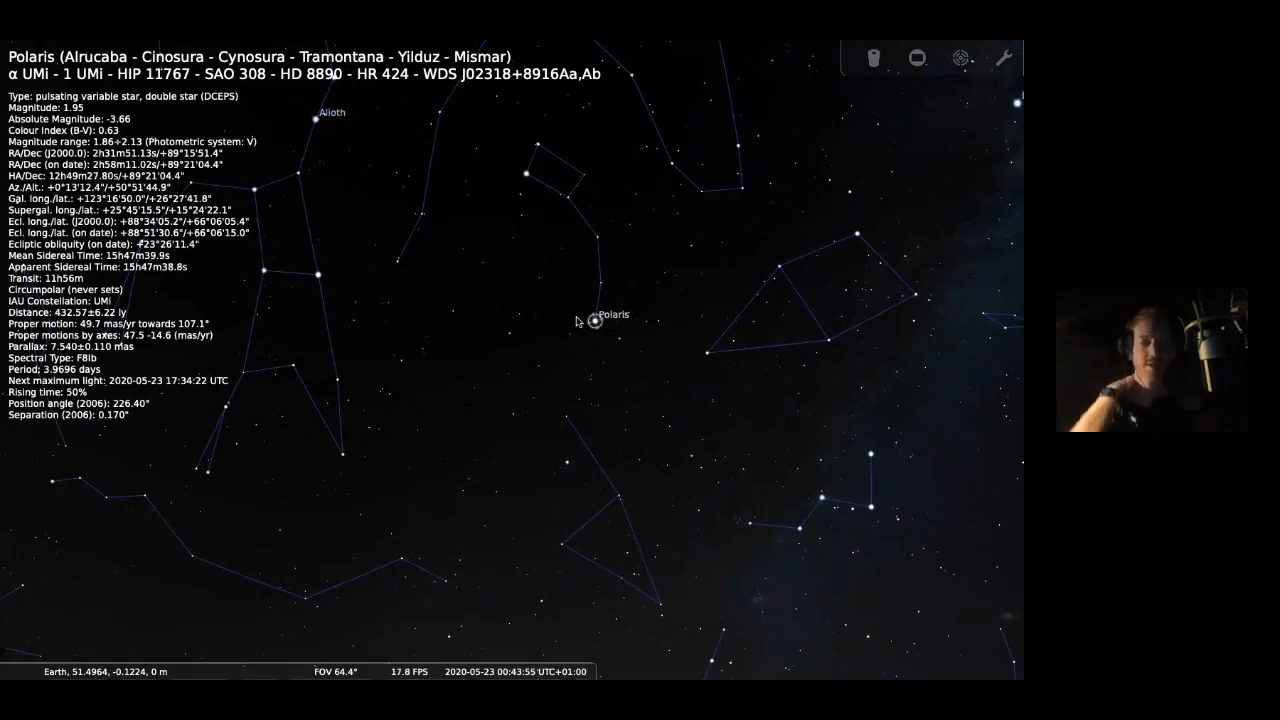 Polaris (Alrucaba - Cinosura - Cynosura - Tramontana - Yilduz - Mismar)
α UMi - 1 UMi - HIP 11767 - SAO 308 - HD 8890 - HR 424 - WDS J02318+8916Aa,Ab
Type: pulsating variable star, double star (DCEPS)
Magnitude: 1.95
Absolute Magnitude: -3.66
Colour Index (B-V): 0.63
Magnitude range: 1.86÷2.13 (Photometric system: V)
RA/Dec (J2000.0): 2h31m51.13s/+89°15'51.4"
RA/Dec (on date): 2h58m11.02s/+89°21'04.4"
HA/Dec: 12h49m27.80s/+89°21'04.4"
Az./Alt.: +0°13'12.4"/+50°51'44.9"
Gal. long./lat.: +123°16'50.0"/+26°27'41.8"
Supergal. long./lat.: +25°45'15.5"/+15°24'22.1"
Ecl. long./lat. (J2000.0): +88°34'05.2"/+66°06'05.4"
Ecl. long./lat. (on date): +88°51'30.6"/+66°06'15.0"
Ecliptic obliquity (on date): +23°26'11.4"
Mean Sidereal Time: 15h47m39.9s
Apparent Sidereal Time: 15h47m38.8s
Transit: 11h56m
Circumpolar (never sets)
IAU Constellation: UMi
Distance: 432.57±6.22 ly
Proper motion: 49.7 mas/yr towards 107.1°
Proper motions by axes: 47.5 -14.6 (mas/yr)
Parallax: 7.540±0.110 mas
Spectral Type: F8Ib
Period: 3.9696 days
Next maximum light: 2020-05-23 17:34:22 UTC
Rising time: 50%
Position angle (2006): 226.40°
Separation (2006): 0.170"
Alioth
Polaris
Earth, 51.4964, -0.1224, 0 m FOV 64.4° 17.8 FPS 2020-05-23 00:43:55 UTC+01:00